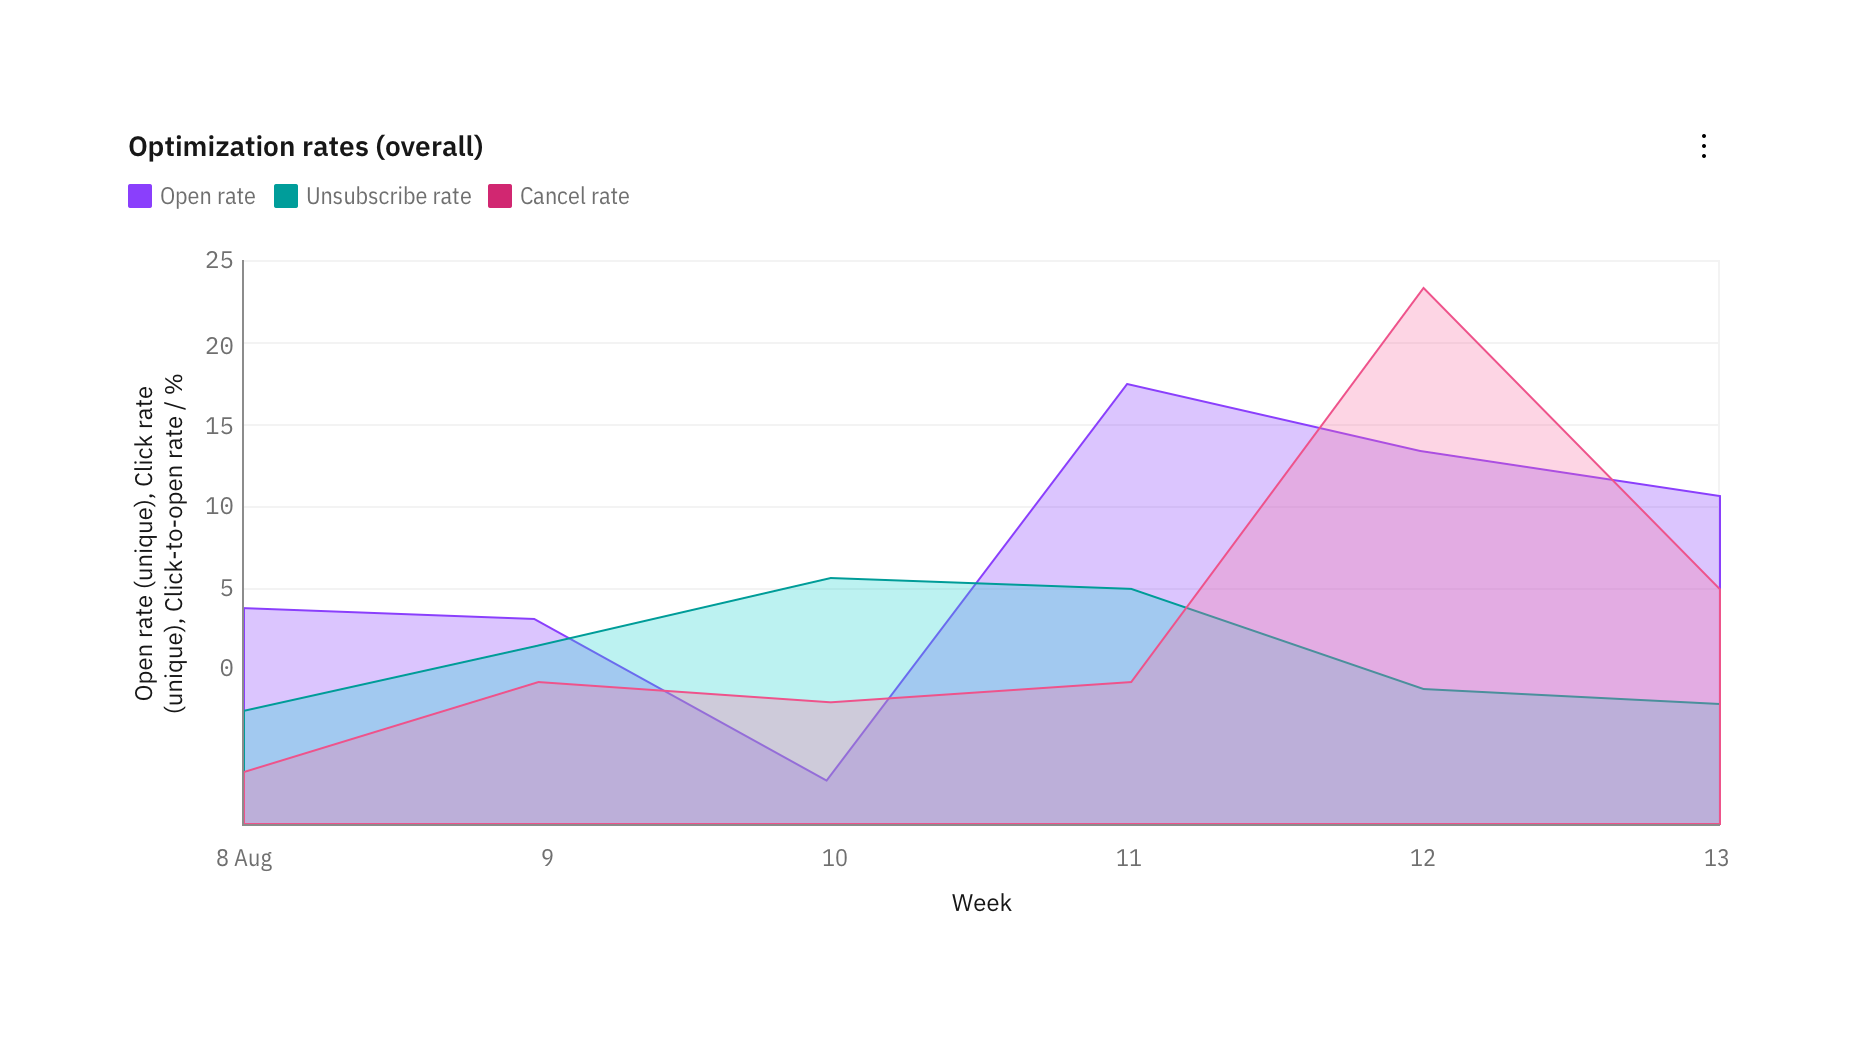 Optimization rates (overall)
Open rate Unsubscribe rate Cancel rate
25
20
15
10
5
0
Open rate (unique), Click rate
(unique), Click-to-open rate / %
8 Aug 9 10 11 12 13
Week